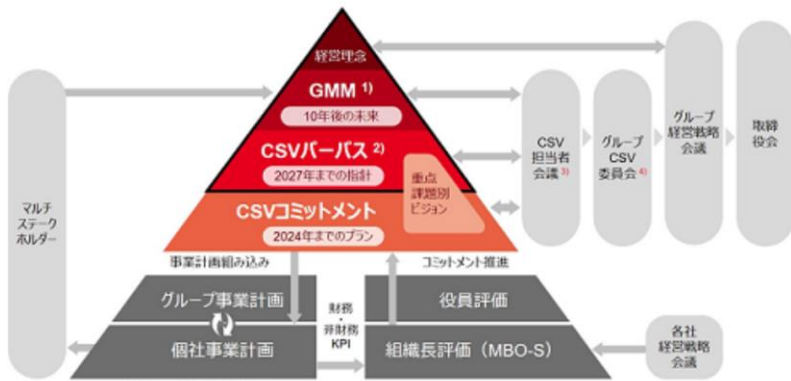 経営理念
GMM 1)
10年後の未来
CSVパーパス 2)
2027年までの指針
重点
課題別
ビジョン
CSVコミットメント
2024年までのプラン
マルチ
ステーク
ホルダー
CSV
担当者
会議3)
グループ
CSV
委員会4)
グループ
経営戦略
会議
取締
役会
事業計画組み込み
コミットメント推進
グループ事業計画
財務
・
非財務
KPI
役員評価
個社事業計画
組織長評価（MBO-S）
各社
経営戦略
会議